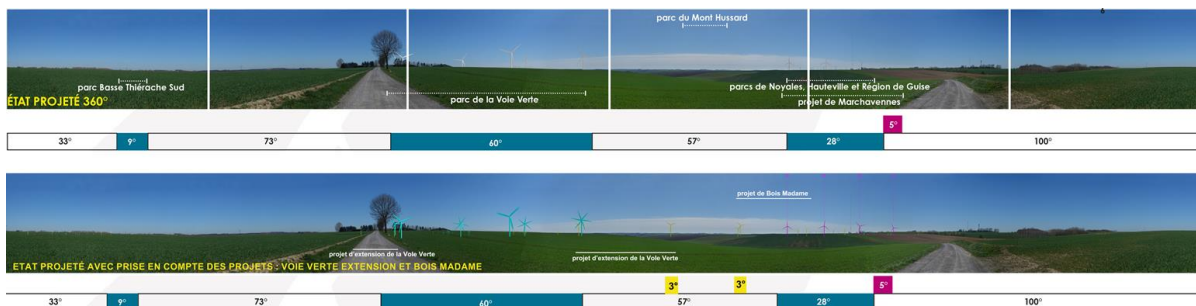 parc du Mont Hussard
parc Basse Thiérache Sud
parcs de Noyales, Hauteville et Région de Guise
parc de la Voie Verte
projet de Marchavennes
ÉTAT PROJETÉ 360°
5°
33°
9°
73°
60°
57°
28°
100°
projet de Bois Madame
projet d'extension de la Voie Verte
projet d'extension de la Voie Verte
ETAT PROJETÉ AVEC PRISE EN COMPTE DES PROJETS : VOIE VERTE EXTENSION ET BOIS MADAME
3°
3°
5°
33°
9°
73°
60°
57°
28°
100°